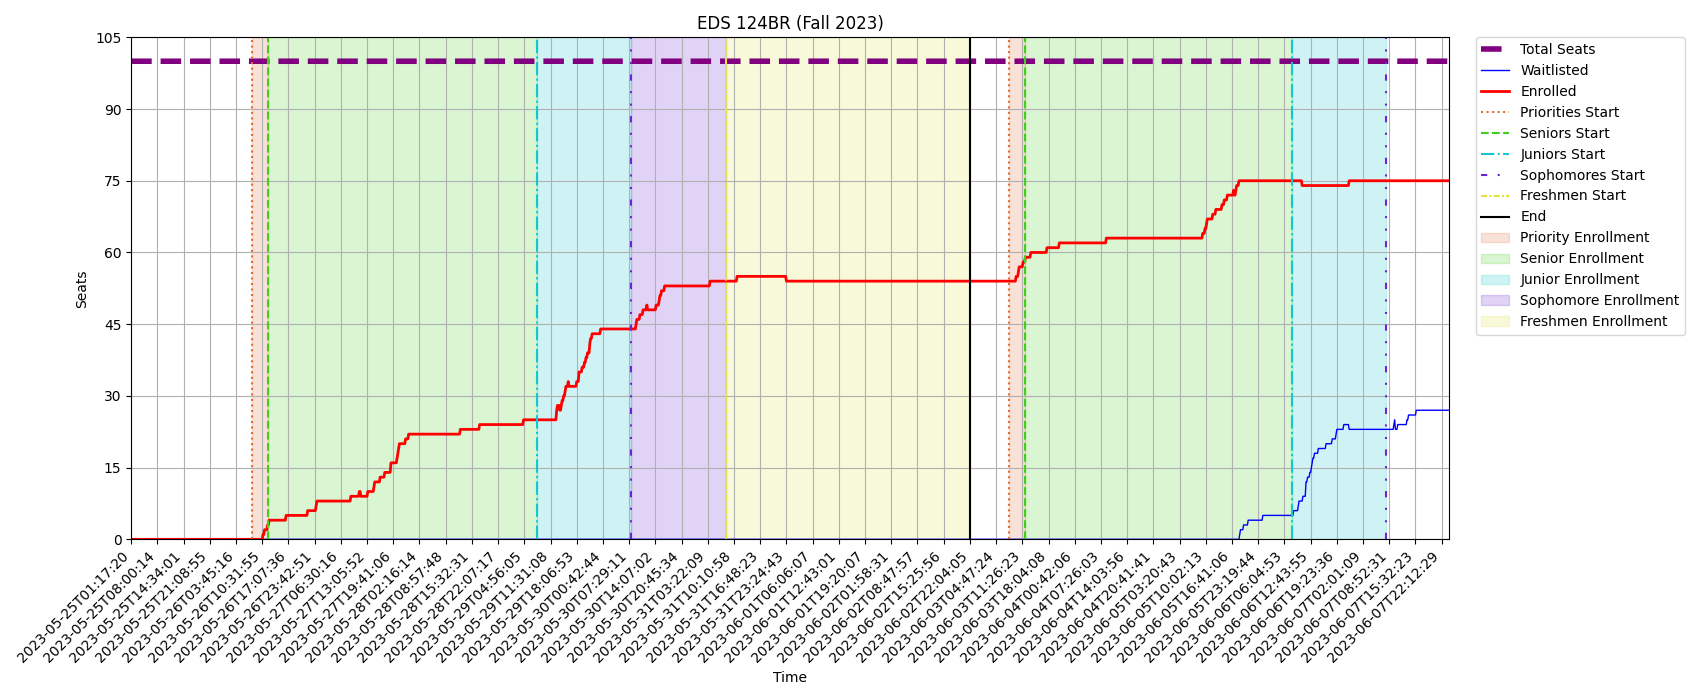 EDS 124BR (Fall 2023)
105
90
75
60
45
30
15
0
Seats
2023-05-25T01:17:20
2023-05-25T08:00:14
2023-05-25T14:34:01
2023-05-25T21:08:55
2023-05-26T03:45:16
2023-05-26T10:31:55
2023-05-26T17:07:36
2023-05-26T23:42:51
2023-05-27T06:30:16
2023-05-27T13:05:52
2023-05-27T19:41:06
2023-05-28T02:16:14
2023-05-28T08:57:48
2023-05-28T15:32:31
2023-05-28T22:07:17
2023-05-29T04:56:05
2023-05-29T11:31:08
2023-05-29T18:06:53
2023-05-30T00:42:44
2023-05-30T07:29:11
2023-05-30T14:07:02
2023-05-30T20:45:34
2023-05-31T03:22:09
2023-05-31T10:10:58
2023-05-31T16:48:23
2023-05-31T23:24:43
2023-06-01T06:06:07
2023-06-01T12:43:01
2023-06-01T19:20:07
2023-06-02T01:58:31
2023-06-02T08:47:57
2023-06-02T15:25:56
2023-06-02T22:04:05
2023-06-03T04:47:24
2023-06-03T11:26:23
2023-06-03T18:04:08
2023-06-04T00:42:06
2023-06-04T07:26:03
2023-06-04T14:03:56
2023-06-04T20:41:41
2023-06-05T03:20:43
2023-06-05T10:02:13
2023-06-05T16:41:06
2023-06-05T23:19:44
2023-06-06T06:04:53
2023-06-06T12:43:55
2023-06-06T19:23:36
2023-06-07T02:01:09
2023-06-07T08:52:31
2023-06-07T15:32:23
2023-06-07T22:12:29
Time
Total Seats
Waitlisted
Enrolled
Priorities Start
Seniors Start
Juniors Start
Sophomores Start
Freshmen Start
End
Priority Enrollment
Senior Enrollment
Junior Enrollment
Sophomore Enrollment
Freshmen Enrollment